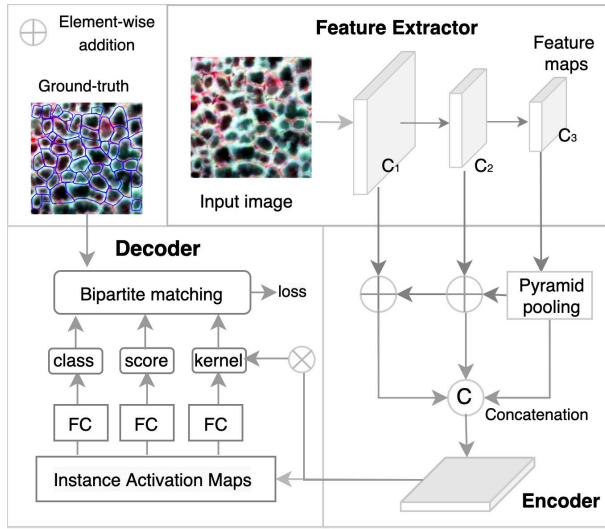 Element-wise
addition
Ground-truth
Feature Extractor
Feature
maps
C1
C2
C3
Input image
Decoder
Bipartite matching
loss
class
score
kernel
FC
FC
FC
Instance Activation Maps
Pyramid
pooling
C
Concatenation
Encoder